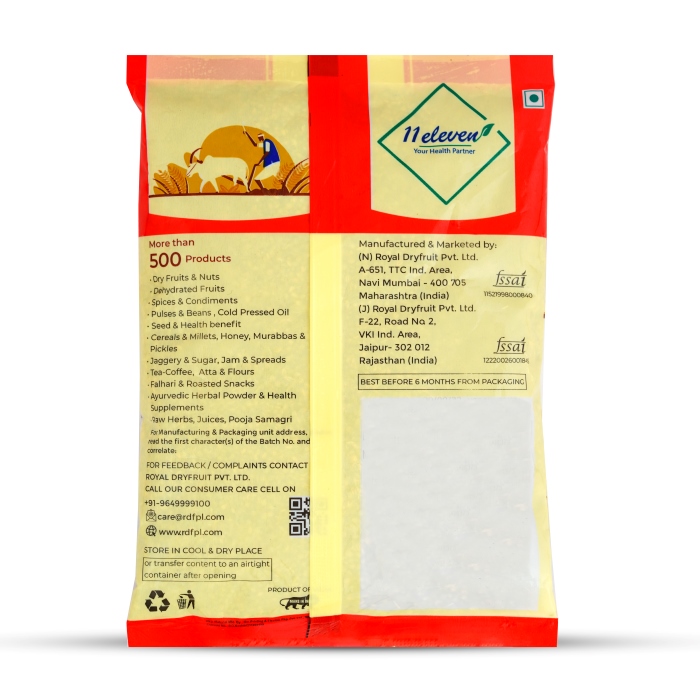 11 eleven
Your Health Partner
More than
500 Products
· Dry Fruits & Nuts
· Dehydrated Fruits
· Spices & Condiments
· Pulses & Beans , Cold Pressed Oil
· Seed & Health benefit
· Cereals & Millets, Honey, Murabbas &
Pickles
· Jaggery & Sugar, Jam & Spreads
· Tea-Coffee, Atta & Flours
· Falhari & Roasted Snacks
· Ayurvedic Herbal Powder & Health
Supplements
· Raw Herbs, Juices, Pooja Samagri
For Manufacturing & Packaging unit address,
read the first character(s) of the Batch No. and
correlate:
FOR FEEDBACK / COMPLAINTS CONTACT
ROYAL DRYFRUIT PVT. LTD.
CALL OUR CONSUMER CARE CELL ON
+91-9649999100
care@rdfpl.com
www.rdfpl.com
STORE IN COOL & DRY PLACE
or transfer content to an airtight
container after opening
PRODUCT OF
MADE IN
Manufactured & Marketed by:
(N) Royal Dryfruit Pvt. Ltd.
A-651, TTC Ind. Area,
Navi Mumbai - 400 705
Maharashtra (India)
fssai
(J) Royal Dryfruit Pvt. Ltd.
F-22, Road No. 2,
VKI Ind. Area,
Jaipur- 302 012
Rajasthan (India)
fssai
BEST BEFORE 6 MONTHS FROM PACKAGING